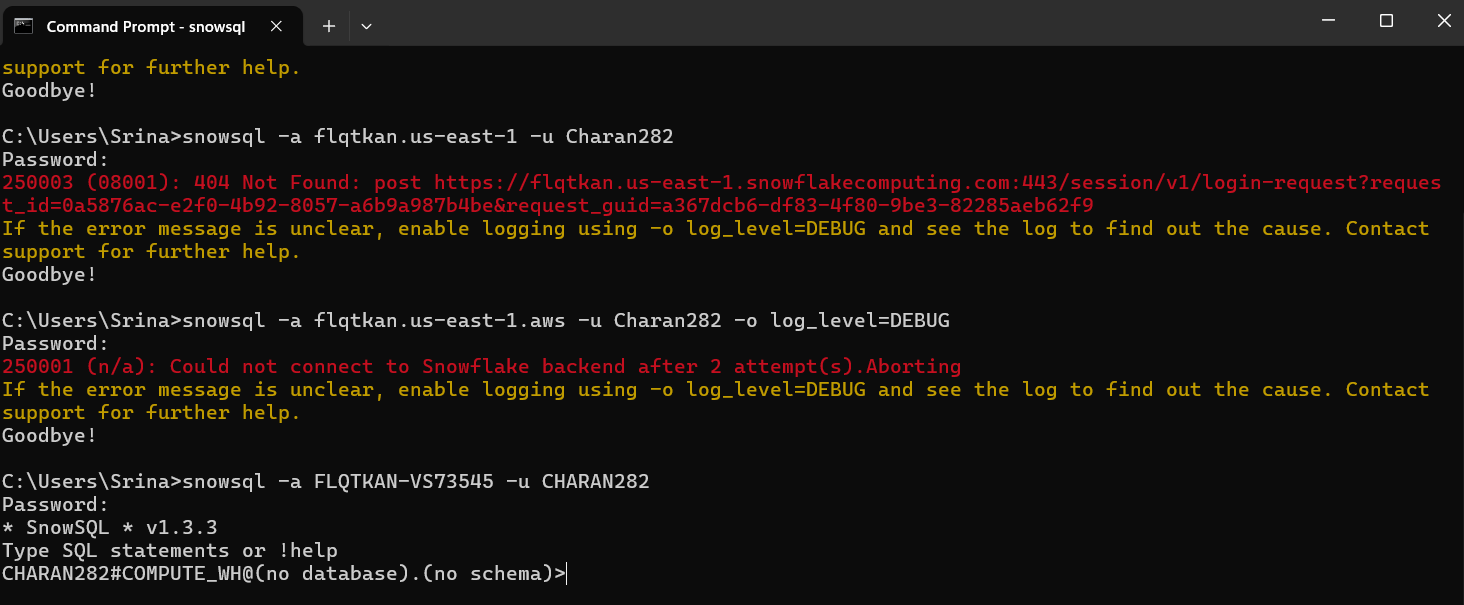 Command Prompt - snowsql
support for further help.
Goodbye!
C:\Users\Srina>snowsql -a flqtkan.us-east-1 -u Charan282
Password:
250003 (08001): 404 Not Found: post https://flqtkan.us-east-1.snowflakecomputing.com:443/session/v1/login-request?reques
t_id=0a5876ac-e2f0-4b92-8057-a6b9a987b4be&request_guid=a367dcb6-df83-4f80-9be3-82285aeb62f9
If the error message is unclear, enable logging using -o log_level=DEBUG and see the log to find out the cause. Contact
support for further help.
Goodbye!
C:\Users\Srina>snowsql -a flqtkan.us-east-1.aws -u Charan282 -o log_level=DEBUG
Password:
250001 (n/a): Could not connect to Snowflake backend after 2 attempt(s).Aborting
If the error message is unclear, enable logging using -o log_level=DEBUG and see the log to find out the cause. Contact
support for further help.
Goodbye!
C:\Users\Srina>snowsql -a FLQTKAN-VS73545 -u CHARAN282
Password:
* SnowSQL * v1.3.3
Type SQL statements or !help
CHARAN282#COMPUTE_WH@(no database).(no schema)>